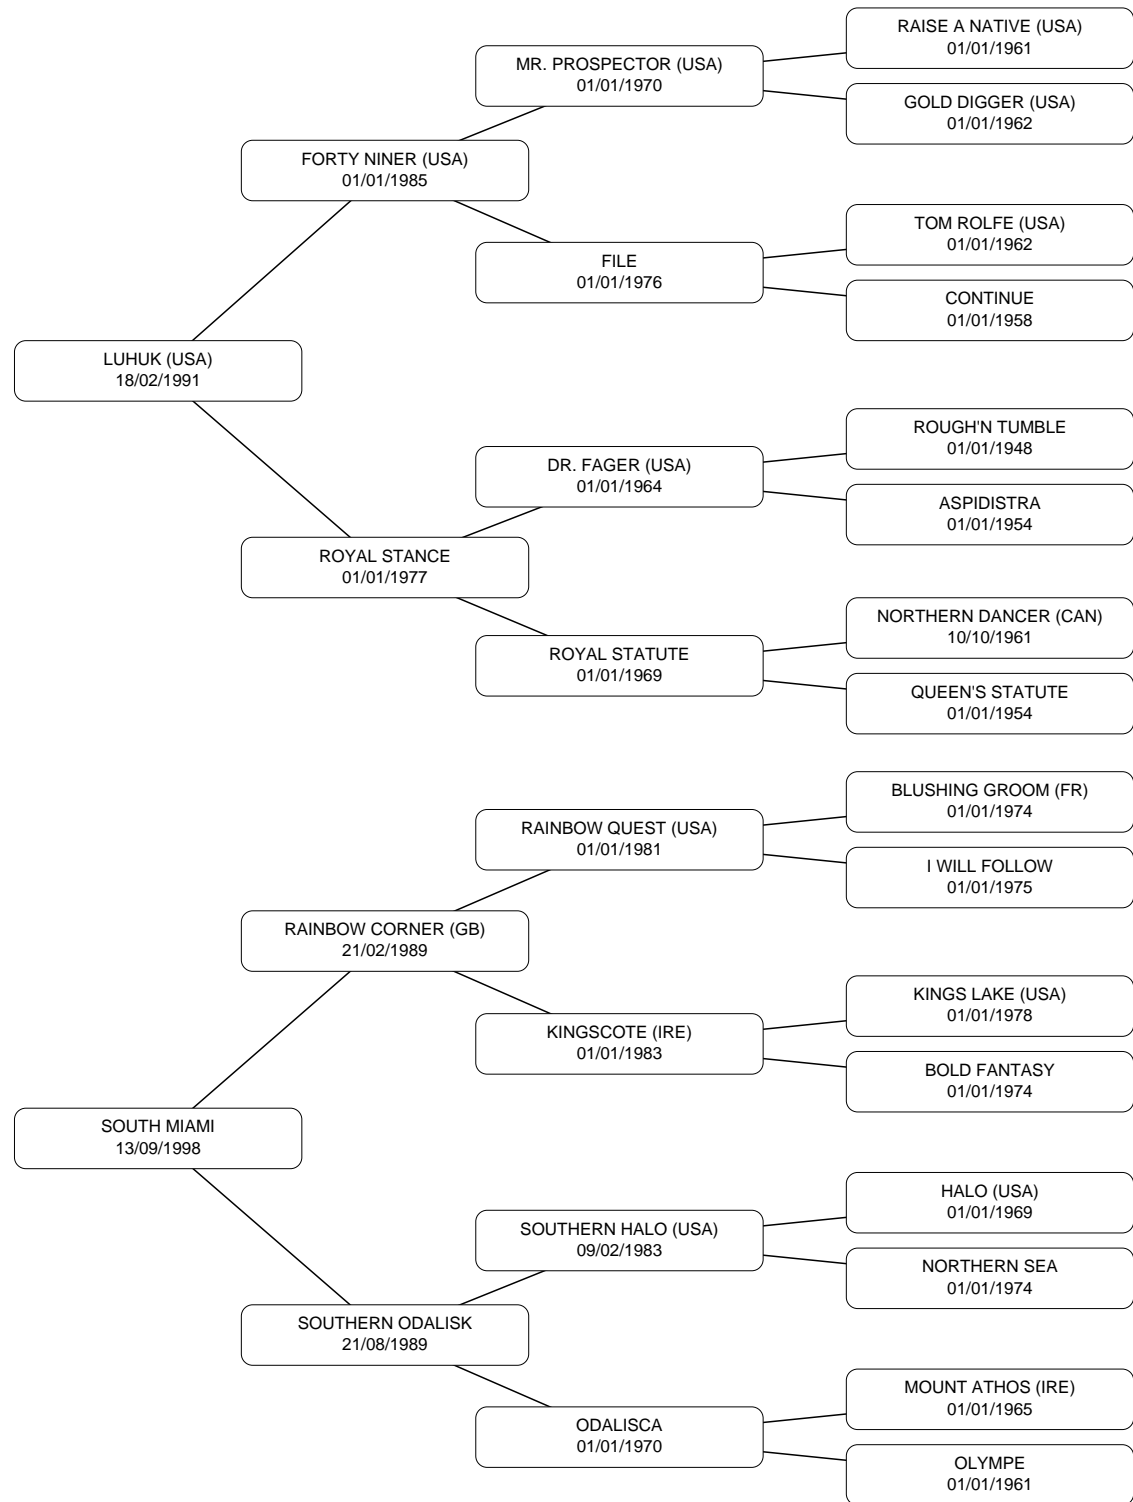 RAISE A NATIVE (USA)
01/01/1961
MR. PROSPECTOR (USA)
01/01/1970
GOLD DIGGER (USA)
01/01/1962
FORTY NINER (USA)
01/01/1985
TOM ROLFE (USA)
01/01/1962
FILE
01/01/1976
CONTINUE
01/01/1958
LUHUK (USA)
18/02/1991
ROUGH'N TUMBLE
01/01/1948
DR. FAGER (USA)
01/01/1964
ASPIDISTRA
01/01/1954
ROYAL STANCE
01/01/1977
NORTHERN DANCER (CAN)
10/10/1961
ROYAL STATUTE
01/01/1969
QUEEN'S STATUTE
01/01/1954
BLUSHING GROOM (FR)
01/01/1974
RAINBOW QUEST (USA)
01/01/1981
I WILL FOLLOW
01/01/1975
RAINBOW CORNER (GB)
21/02/1989
KINGS LAKE (USA)
01/01/1978
KINGSCOTE (IRE)
01/01/1983
BOLD FANTASY
01/01/1974
SOUTH MIAMI
13/09/1998
HALO (USA)
01/01/1969
SOUTHERN HALO (USA)
09/02/1983
NORTHERN SEA
01/01/1974
SOUTHERN ODALISK
21/08/1989
MOUNT ATHOS (IRE)
01/01/1965
ODALISCA
01/01/1970
OLYMPE
01/01/1961